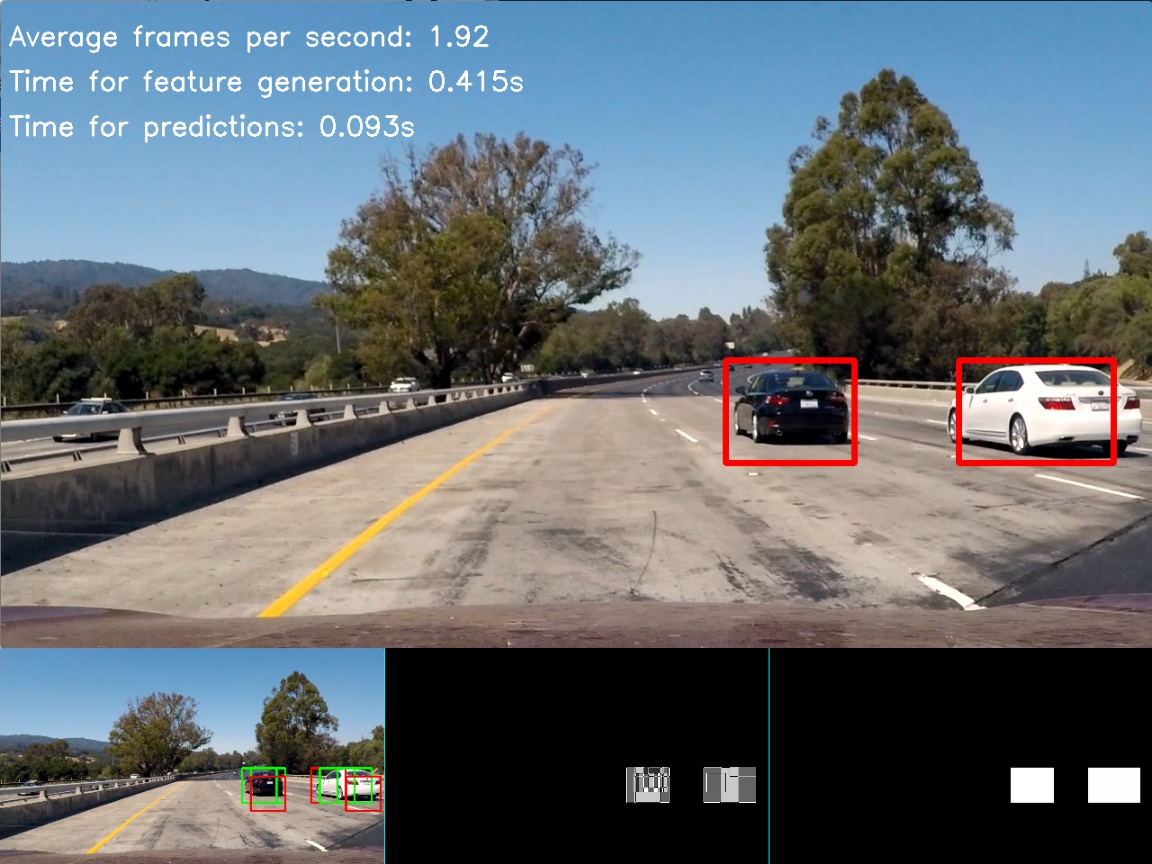 Average frames per second: 1.92
Time for feature generation: 0.415s
Time for predictions: 0.093s